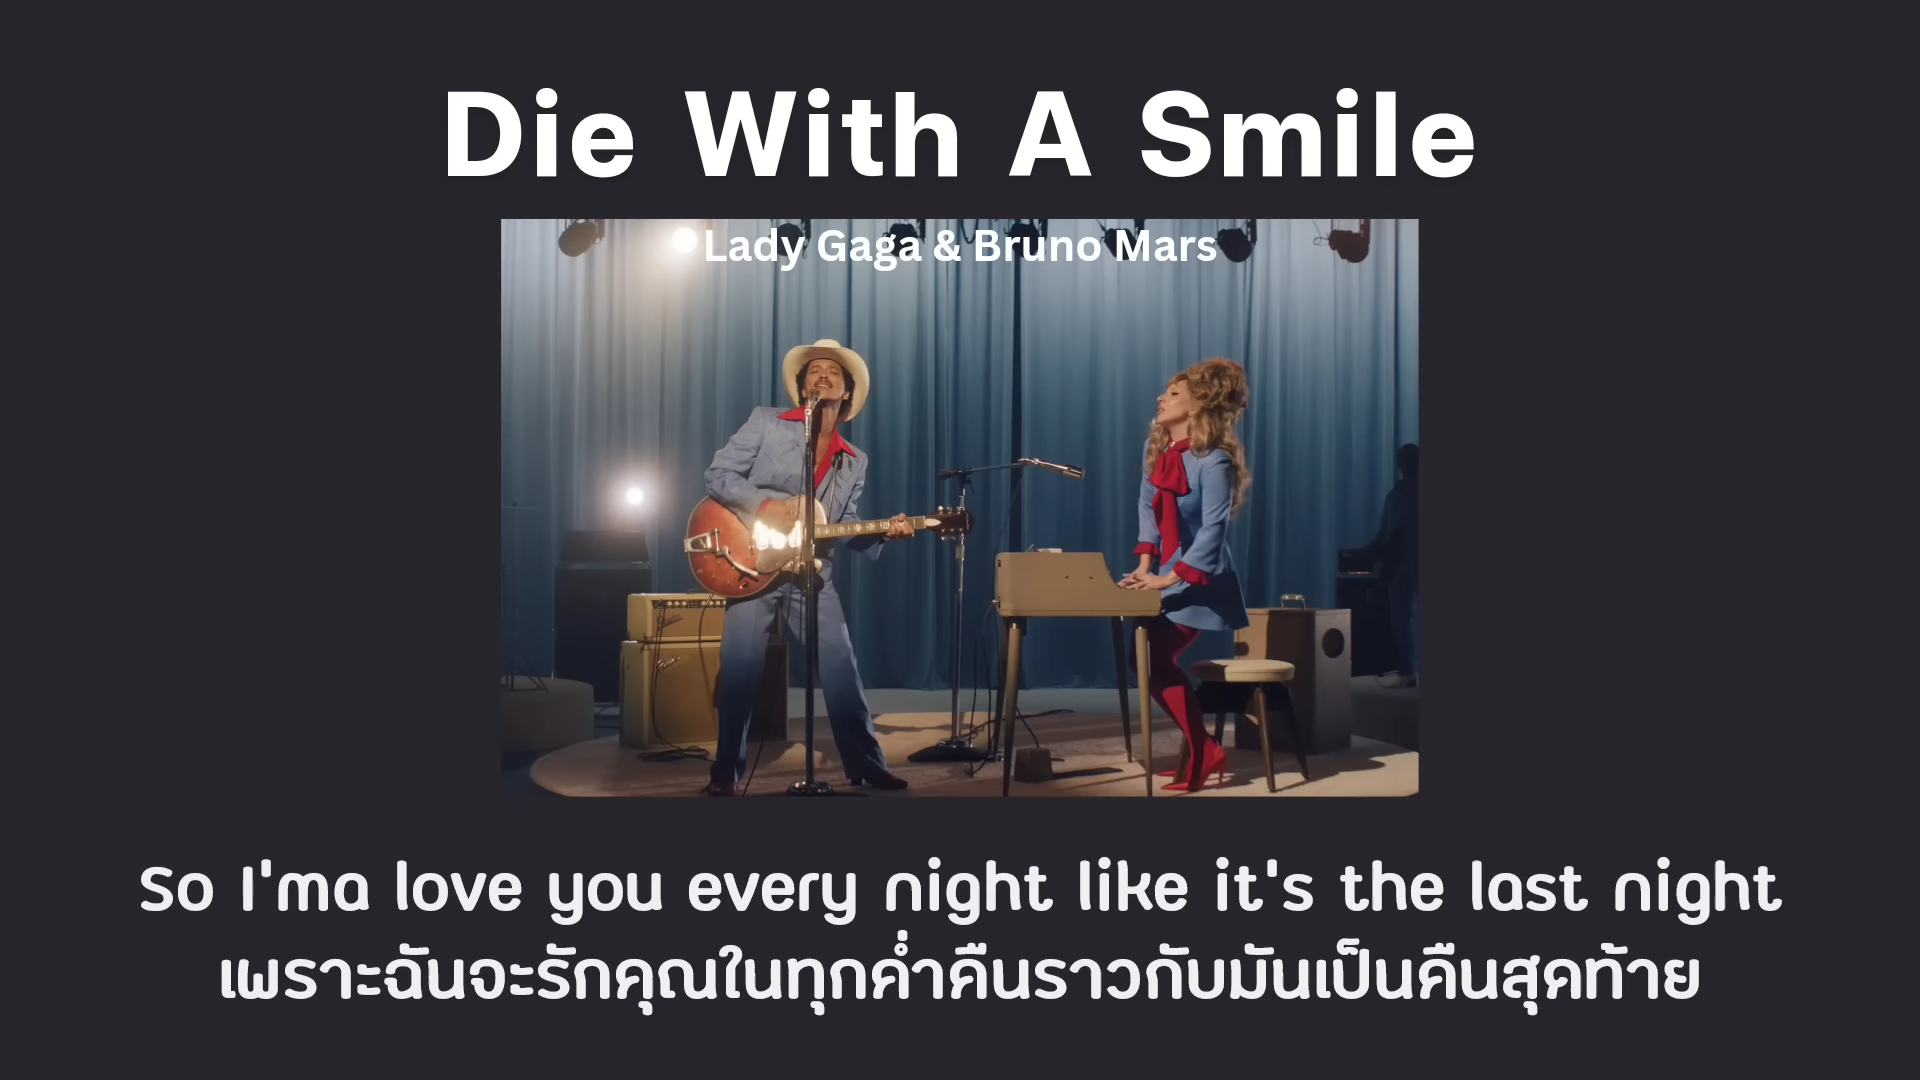 Die With A Smile
Lady Gaga & Bruno Mars
So I'ma love you every night like it's the last night
เพราะฉันจะรักคุณในทุกค่ำคืนราวกับมันเป็นคืนสุดท้าย